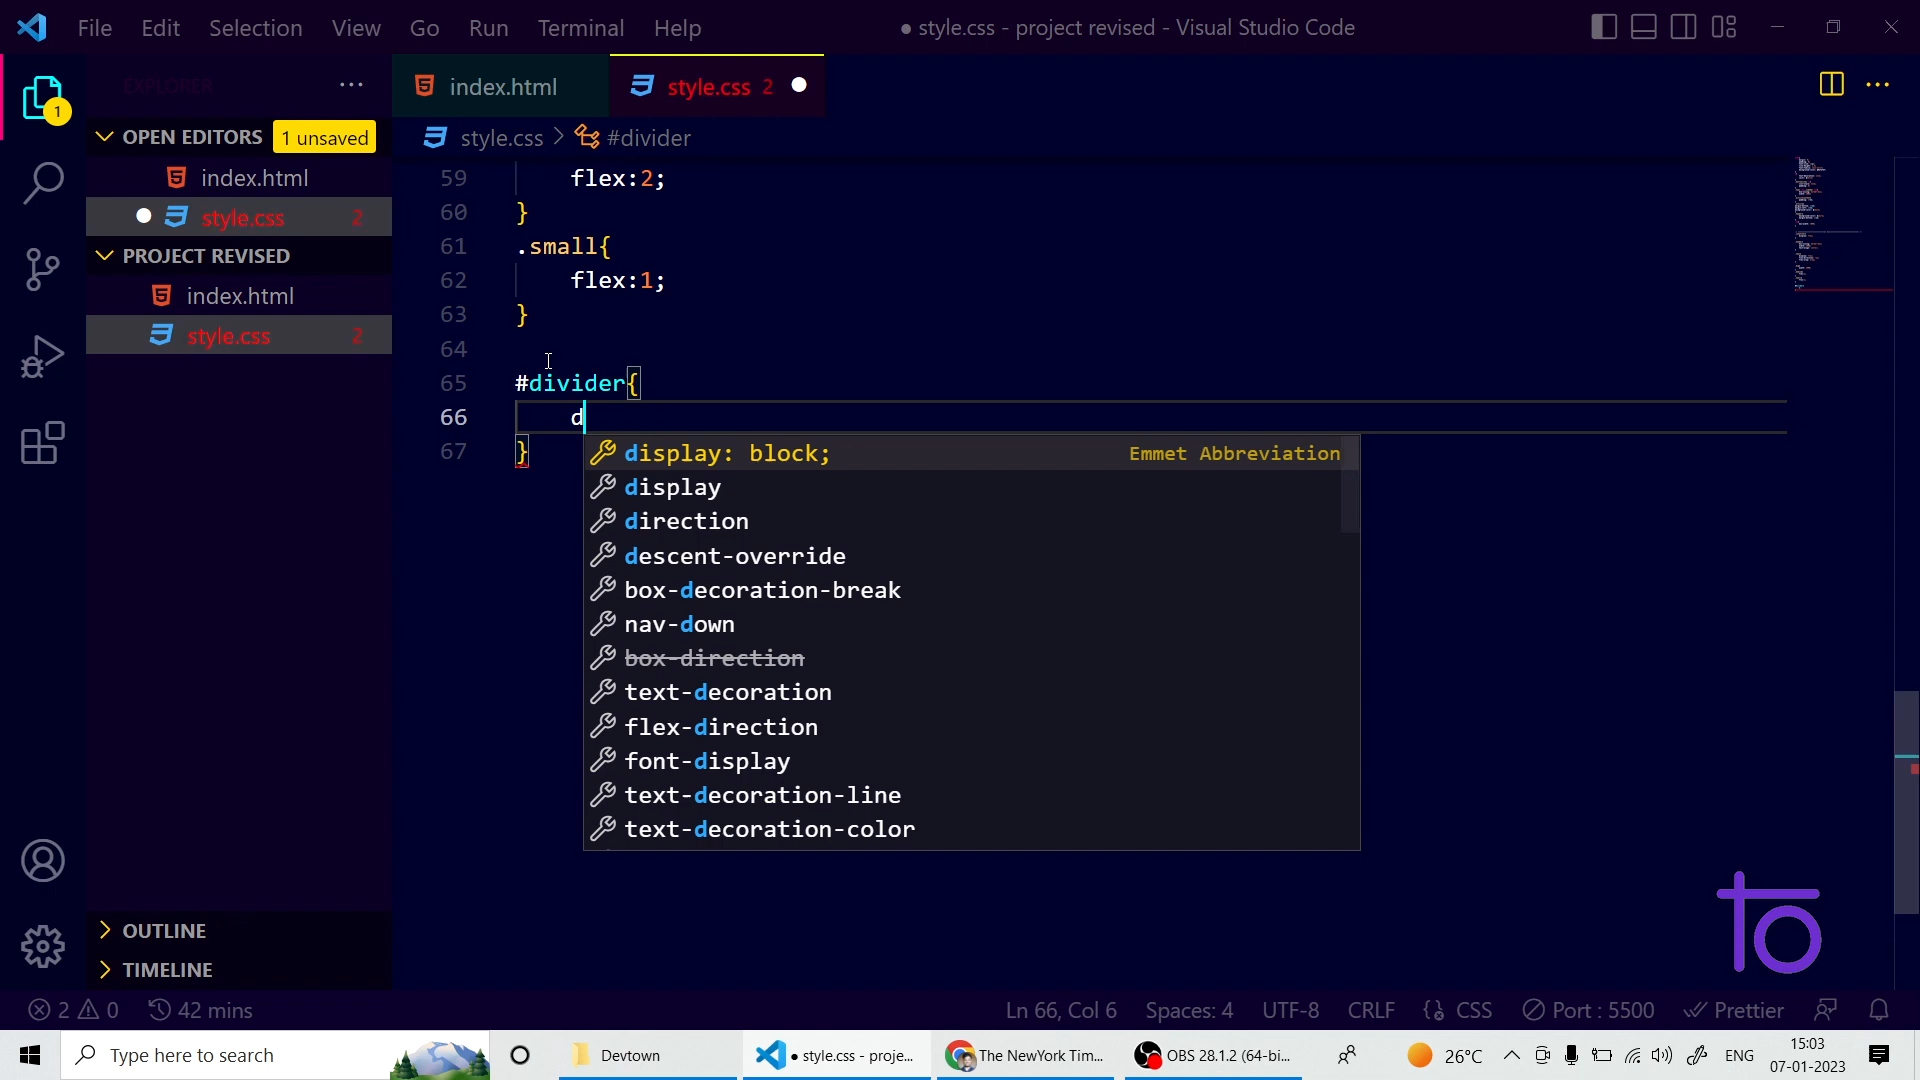 File Edit Selection View Go Run Terminal Help
● style.css - project revised - Visual Studio Code
EXPLORER
index.html
style.css 2
1
OPEN EDITORS 1 unsaved
index.html
style.css 2
PROJECT REVISED
index.html
style.css 2
OUTLINE
TIMELINE
style.css > #divider
59 flex:2;
60 }
61 .small{
62 flex:1;
63 }
64
65 #divider{
66 d
67 }
display: block; Emmet Abbreviation
display
direction
descent-override
box-decoration-break
nav-down
box-direction
text-decoration
flex-direction
font-display
text-decoration-line
text-decoration-color
2 0 42 mins
Ln 66, Col 6 Spaces: 4 UTF-8 CRLF {} CSS Port : 5500 Prettier
Type here to search
Devtown
● style.css - proje...
The NewYork Tim...
OBS 28.1.2 (64-bi...
26°C
ENG
15:03
07-01-2023